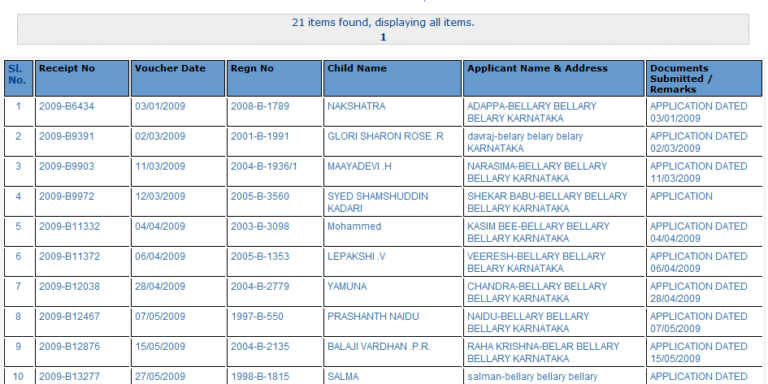 21 items found, displaying all items.
1
Sl. No. Receipt No Voucher Date Regn No Child Name Applicant Name & Address Documents Submitted / Remarks
1 2009-B6434 03/01/2009 2008-B-1789 NAKSHATRA ADAPPA-BELLARY BELLARY APPLICATION DATED
BELARY KARNATAKA 03/01/2009
2 2009-B9391 02/03/2009 2001-B-1991 GLORI SHARON ROSE .R davraj-belary belary belary APPLICATION DATED
KARNATAKA 02/03/2009
3 2009-B9903 11/03/2009 2004-B-1936/1 MAAYADEVI .H NARASIMA-BELLARY BELLARY APPLICATION DATED
BELLARY KARNATAKA 11/03/2009
4 2009-B9972 12/03/2009 2005-B-3560 SYED SHAMSHUDDIN SHEKAR BABU-BELLARY BELLARY APPLICATION
KADARI BELLARY KARNATAKA
5 2009-B11332 04/04/2009 2003-B-3098 Mohammed KASIM BEE-BELLARY BELLARY APPLICATION DATED
BELLARY KARNATAKA 04/04/2009
6 2009-B11372 06/04/2009 2005-B-1353 LEPAKSHI .V VEERESH-BELLARY BELLARY APPLICATION DATED
BELARY KARNATAKA 06/04/2009
7 2009-B12038 28/04/2009 2004-B-2779 YAMUNA CHANDRA-BELLARY BELLARY APPLICATION DATED
BELLARY KARNATAKA 28/04/2009
8 2009-B12467 07/05/2009 1997-B-550 PRASHANTH NAIDU NAIDU-BELLARY BELLARY APPLICATION DATED
BELLARY KARNATAKA 07/05/2009
9 2009-B12876 15/05/2009 2004-B-2135 BALAJI VARDHAN .P.R. RAHA KRISHNA-BELAR BELLARY APPLICATION DATED
BELLARY KARNATAKA 15/05/2009
10 2009-B13277 27/05/2009 1998-B-1815 SALMA salman-bellary bellary bellary APPLICATION DATED